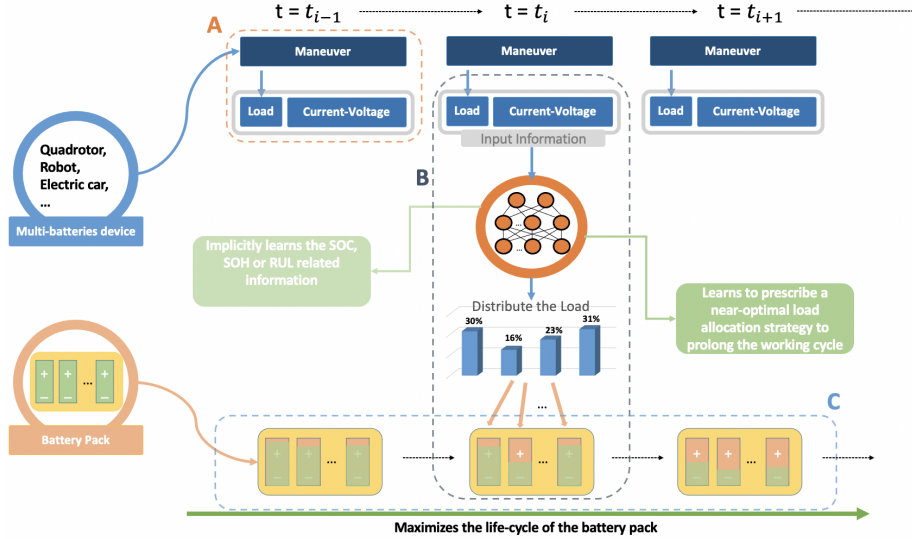 t = t_{i-1}
t = t_i
t = t_{i+1}
A
Maneuver
Maneuver
Maneuver
Load
Current-Voltage
Load
Current-Voltage
Load
Current-Voltage
Input Information
Quadrotor,
Robot,
Electric car,
...
Multi-batteries device
B
...
...
Implicitly learns the SOC,
SOH or RUL related
information
Distribute the Load
30%
16%
23%
31%
Learns to prescribe a
near-optimal load
allocation strategy to
prolong the working cycle
+ + ... +
− − −
Battery Pack
...
C
+ + ... +
− − −
+ + ... +
− − −
+ + ... +
− − −
Maximizes the life-cycle of the battery pack